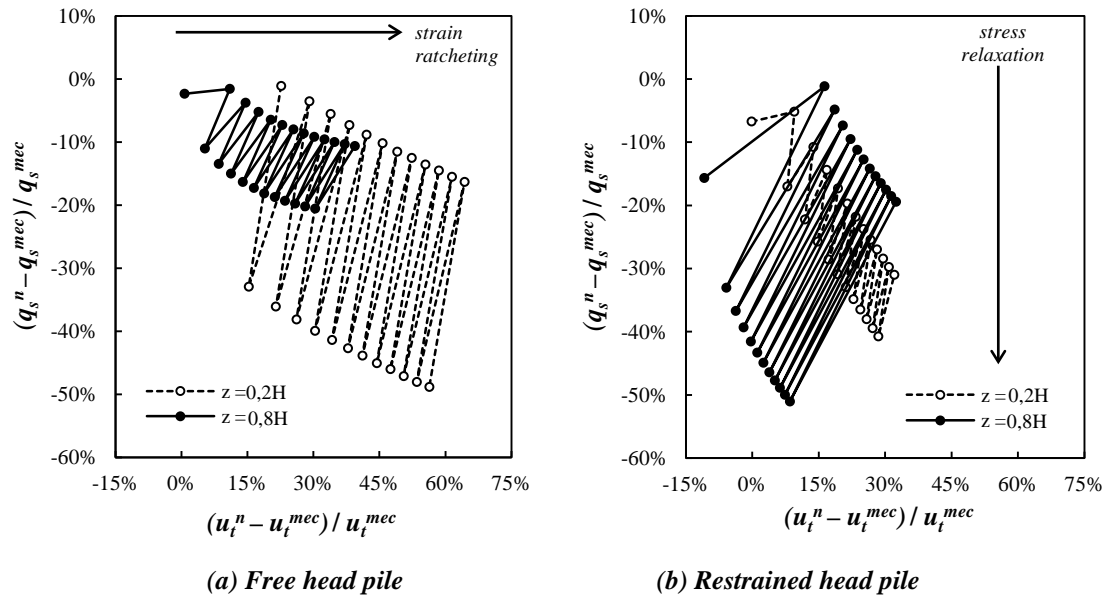 10%
0%
-10%
-20%
-30%
-40%
-50%
-60%
-15% 0% 15% 30% 45% 60% 75%
(q_s^n – q_s^mec) / q_s^mec
(u_t^n – u_t^mec) / u_t^mec
strain
ratcheting
z =0,2H
z =0,8H
(a) Free head pile
10%
0%
-10%
-20%
-30%
-40%
-50%
-60%
-15% 0% 15% 30% 45% 60% 75%
(q_s^n – q_s^mec) / q_s^mec
(u_t^n – u_t^mec) / u_t^mec
stress
relaxation
z =0,2H
z =0,8H
(b) Restrained head pile